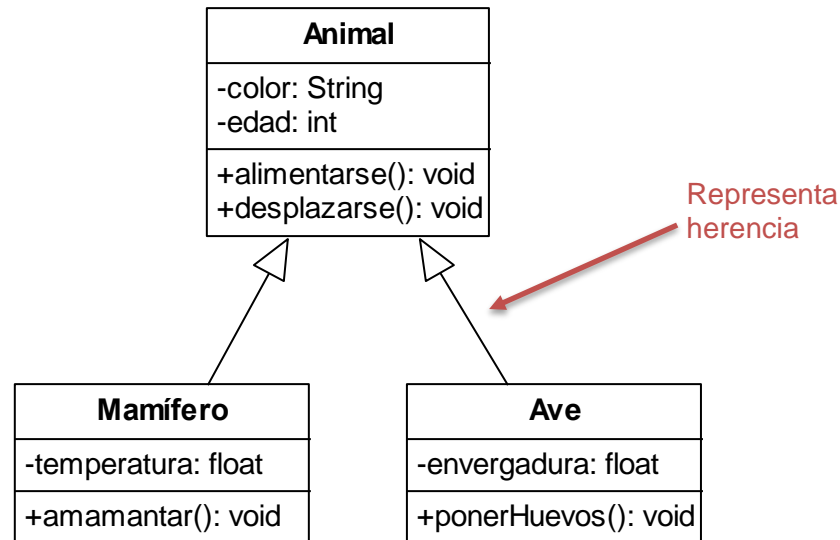 Animal
-color: String
-edad: int
+alimentarse(): void
+desplazarse(): void
Representa
herencia
Mamífero
-temperatura: float
+amamantar(): void
Ave
-envergadura: float
+ponerHuevos(): void